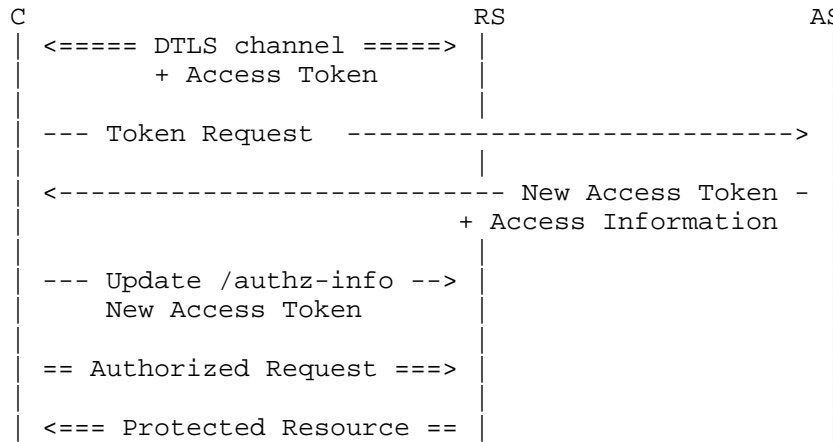 C                            RS                   AS
| <===== DTLS channel =====> |                     |
|        + Access Token      |                     |
|                            |                     |
| --- Token Request  ----------------------------> |
|                            |                     |
| <---------------------------- New Access Token - |
|                           + Access Information   |
|                            |                     |
| --- Update /authz-info --> |                     |
|     New Access Token       |                     |
|                            |                     |
| == Authorized Request ===> |                     |
|                            |                     |
| <=== Protected Resource == |                     |